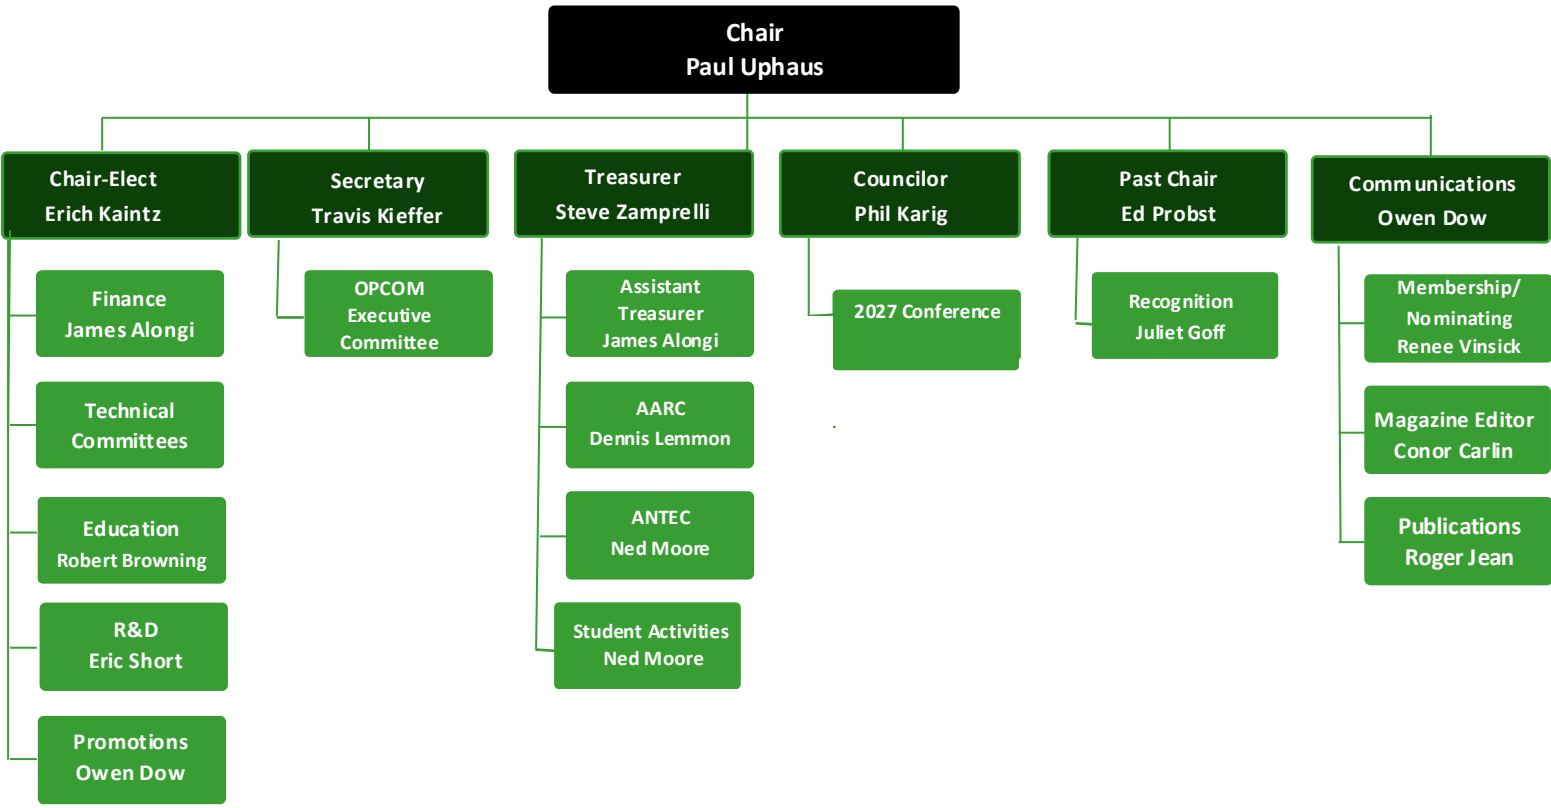 Chair
Paul Uphaus
Chair-Elect
Erich Kaintz
Secretary
Travis Kieffer
Treasurer
Steve Zamprelli
Councilor
Phil Karig
Past Chair
Ed Probst
Communications
Owen Dow
Finance
James Alongi
Technical
Committees
Education
Robert Browning
R&D
Eric Short
Promotions
Owen Dow
OPCOM
Executive
Committee
Assistant
Treasurer
James Alongi
AARC
Dennis Lemmon
ANTEC
Ned Moore
Student Activities
Ned Moore
2027 Conference
Recognition
Juliet Goff
Membership/
Nominating
Renee Vinsick
Magazine Editor
Conor Carlin
Publications
Roger Jean